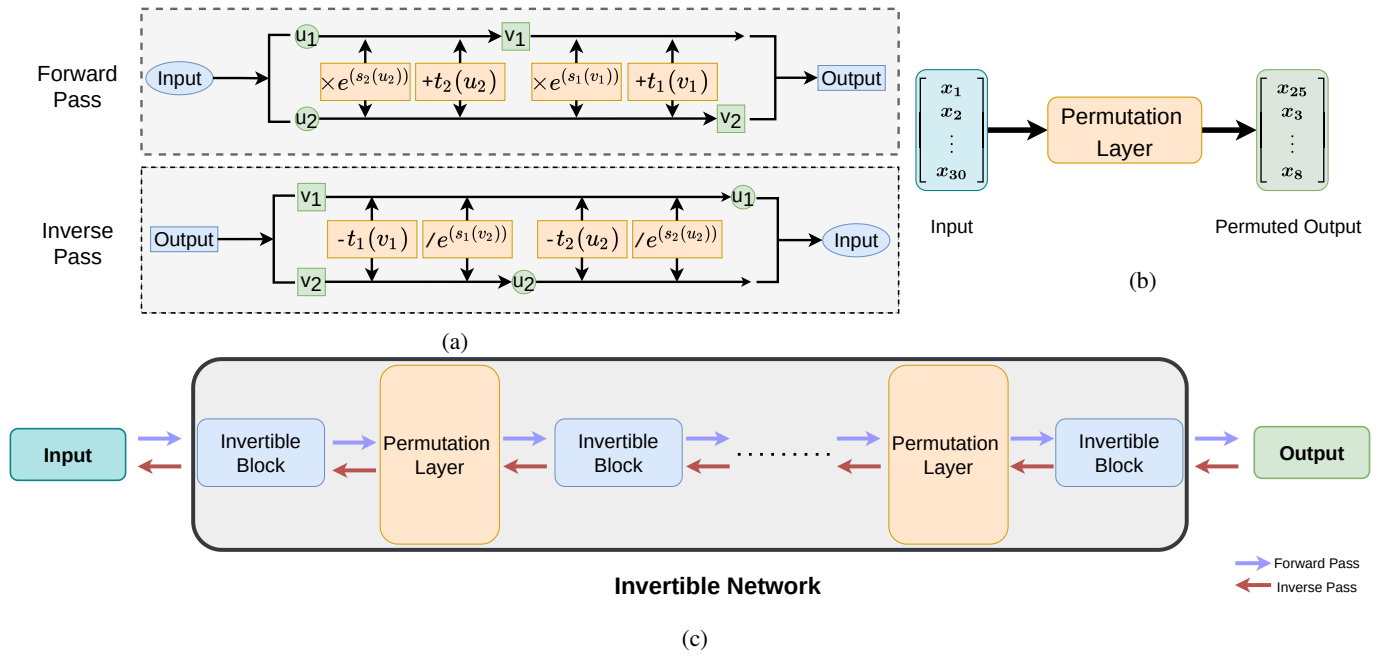 Forward
Pass
Input
u1
v1
×e^(s2(u2))
+t2(u2)
×e^(s1(v1))
+t1(v1)
u2
v2
Output
Inverse
Pass
Output
v1
u1
-t1(v1)
/e^(s1(v2))
-t2(u2)
/e^(s2(u2))
v2
u2
Input
(a)
x1
x2
⋮
x30
Input
Permutation
Layer
x25
x3
⋮
x8
Permuted Output
(b)
Input
Invertible
Block
Permutation
Layer
Invertible
Block
.........
Permutation
Layer
Invertible
Block
Output
Invertible Network
Forward Pass
Inverse Pass
(c)